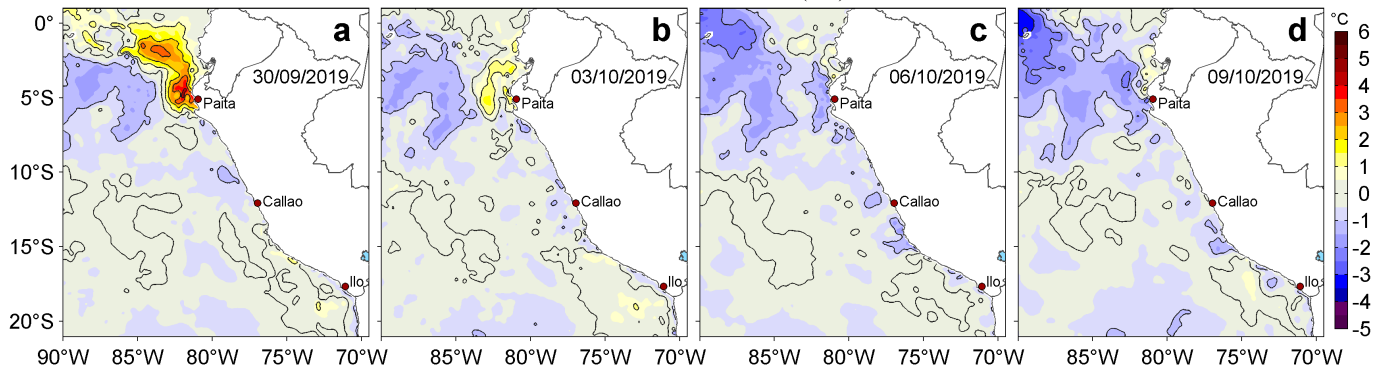 a
30/09/2019
Paita
Callao
Ilo
0°
5°S
10°S
15°S
20°S
90°W
85°W
80°W
75°W
70°W
b
03/10/2019
Paita
Callao
Ilo
85°W
80°W
75°W
70°W
c
06/10/2019
Paita
Callao
Ilo
85°W
80°W
75°W
70°W
d
09/10/2019
Paita
Callao
Ilo
85°W
80°W
75°W
70°W
°C
6
5
4
3
2
1
0
-1
-2
-3
-4
-5